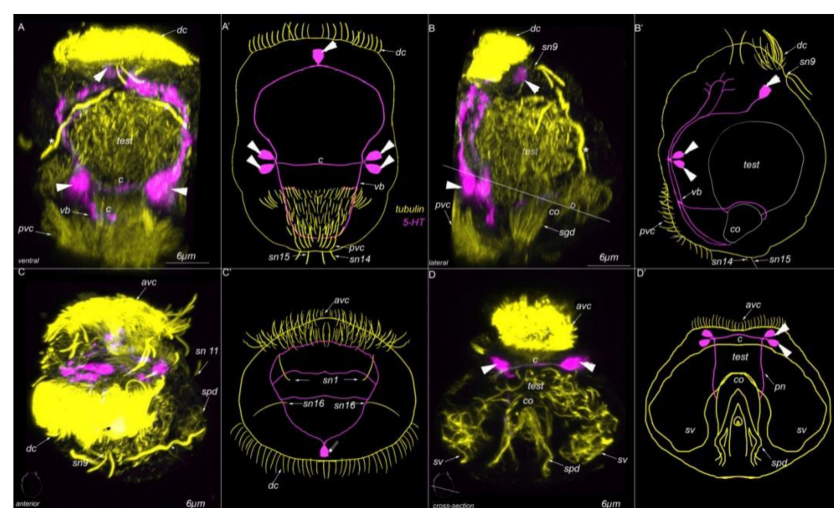 A
dc
test
*
c
vb
c
pvc
ventral
6µm
A'
dc
c
vb
pvc
sn15
sn14
tubulin
5-HT
B
dc
sn9
test
*
co
o
pvc
sgd
lateral
6µm
B'
dc
sn9
test
vb
pvc
co
sn14
sn15
C
avc
sn 11
spd
dc
sn9
anterior
6µm
C'
avc
sn1
sn16
sn16
dc
D
avc
c
test
co
sv
spd
sv
cross-section
6µm
D'
avc
c
test
co
pn
sv
sv
spd